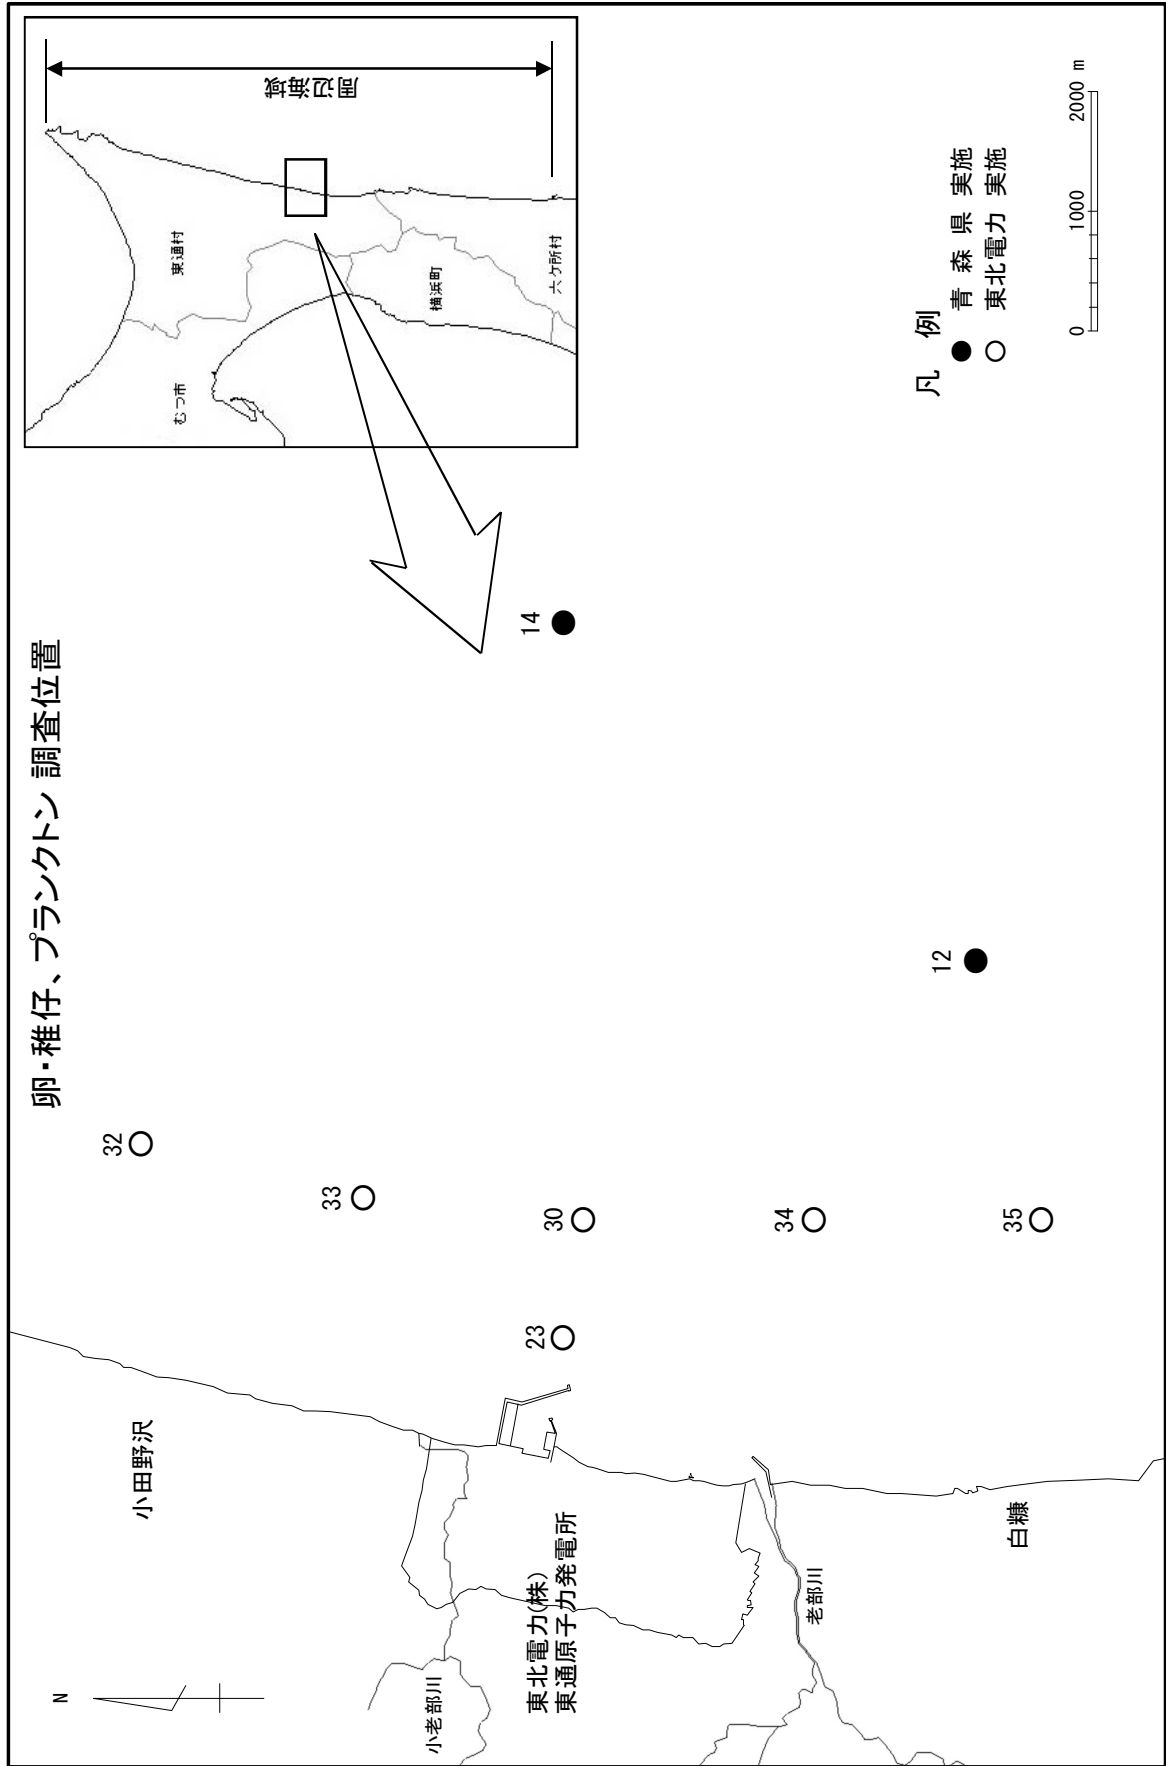 卵・稚仔、プランクトン 調査位置
N
小田野沢
小老部川
東北電力(株)
東通原子力発電所
老部川
白糠
32
33
30
23
34
35
14
12
周辺海域
東通村
むつ市
横浜町
六ケ所村
凡 例
● 青 森 県 実施
○ 東北電力 実施
0 1000 2000 m